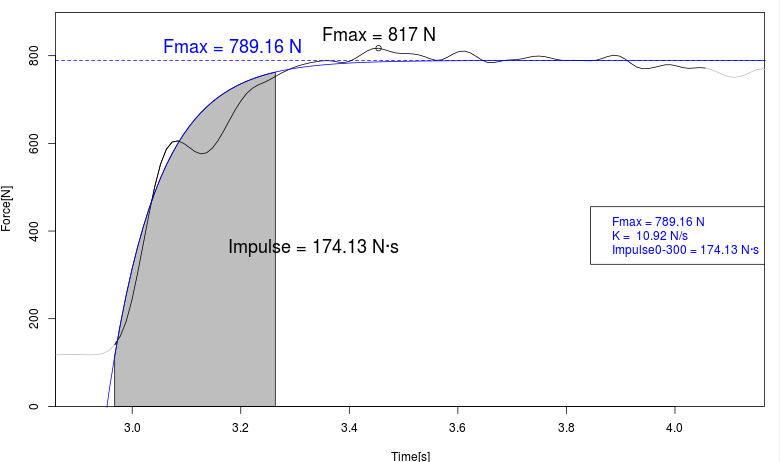 Fmax = 817 N
Fmax = 789.16 N
800
600
400
200
0
Force[N]
Impulse = 174.13 N·s
Fmax = 789.16 N
K =  10.92 N/s
Impulse0-300 = 174.13 N·s
3.0 3.2 3.4 3.6 3.8 4.0
Time[s]